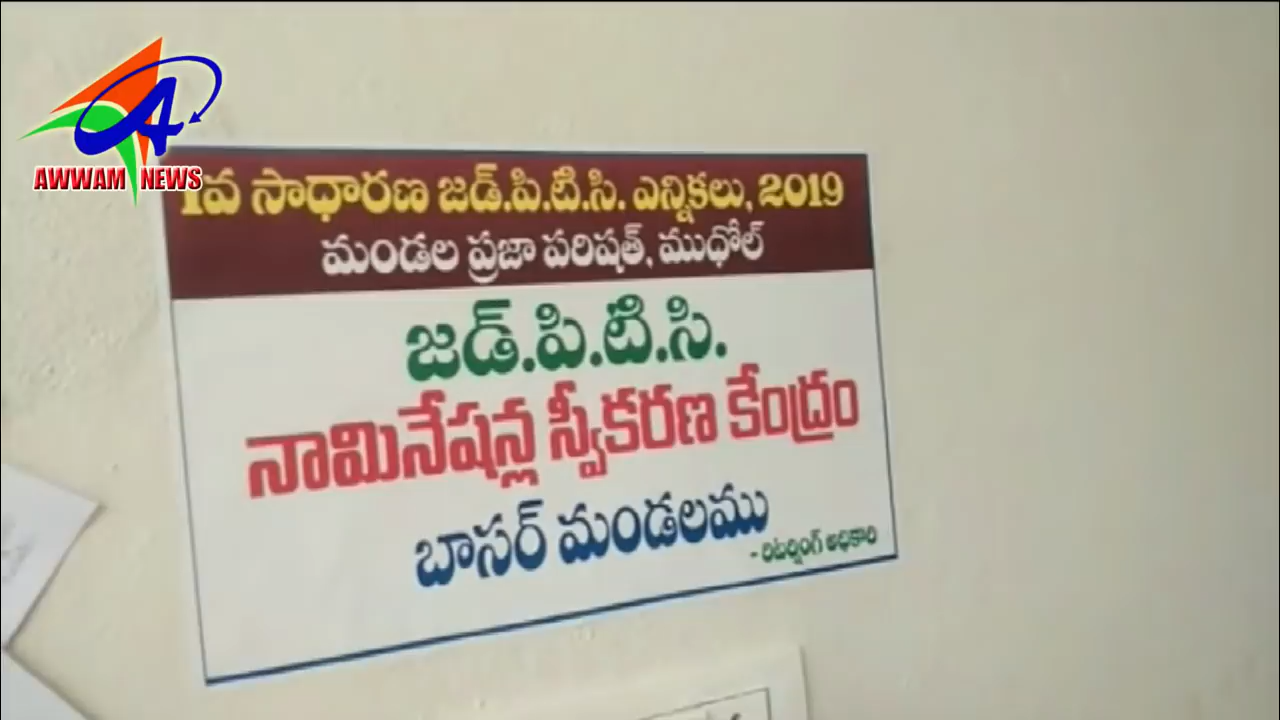 AWWAM NEWS
1వ సాధారణ జడ్.పి.టి.సి. ఎన్నికలు, 2019
మండల ప్రజా పరిషత్, ముధోల్
జడ్.పి.టి.సి.
నామినేషన్ల స్వీకరణ కేంద్రం
బాసర్ మండలము
- రిటర్నింగ్ అధికారి